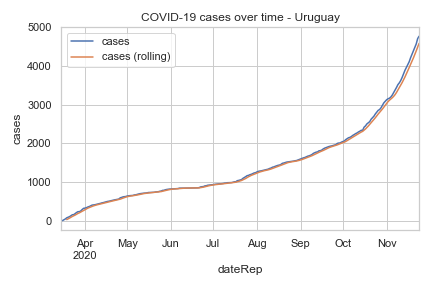 COVID-19 cases over time - Uruguay
cases
cases (rolling)
5000
4000
3000
2000
1000
0
cases
Apr May Jun Jul Aug Sep Oct Nov
2020
dateRep